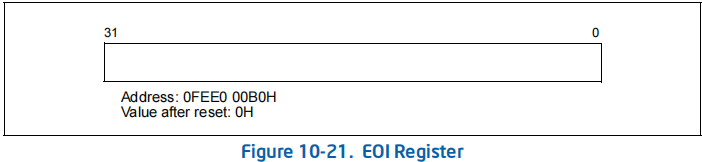 31 0
Address: 0FEE0 00B0H
Value after reset: 0H
Figure 10-21. EOI Register